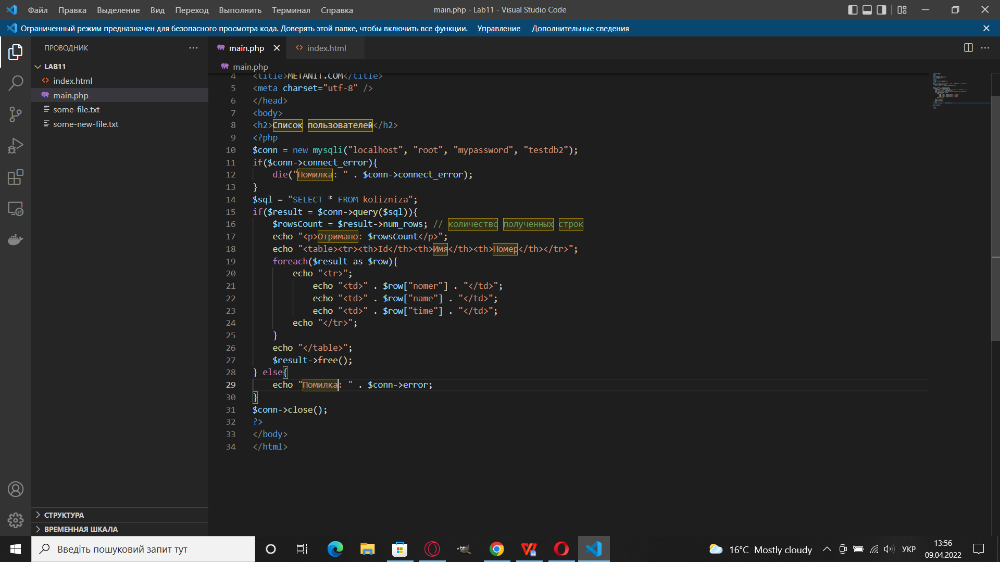 Файл Правка Выделение Вид Переход Выполнить Терминал Справка main.php - Lab11 - Visual Studio Code
Ограниченный режим предназначен для безопасного просмотра кода. Доверять этой папке, чтобы включить все функции. Управление Дополнительные сведения
ПРОВОДНИК
LAB11
index.html
main.php
some-file.txt
some-new-file.txt
СТРУКТУРА
ВРЕМЕННАЯ ШКАЛА
main.php index.html
main.php
4 <title>METANIT.COM</title>
5 <meta charset="utf-8" />
6 </head>
7 <body>
8 <h2>Список пользователей</h2>
9 <?php
10 $conn = new mysqli("localhost", "root", "mypassword", "testdb2");
11 if($conn->connect_error){
12 die("Помилка: " . $conn->connect_error);
13 }
14 $sql = "SELECT * FROM kolizniza";
15 if($result = $conn->query($sql)){
16 $rowsCount = $result->num_rows; // количество полученных строк
17 echo "<p>Отримано: $rowsCount</p>";
18 echo "<table><tr><th>Id</th><th>Имя</th><th>Номер</th></tr>";
19 foreach($result as $row){
20 echo "<tr>";
21 echo "<td>" . $row["nomer"] . "</td>";
22 echo "<td>" . $row["name"] . "</td>";
23 echo "<td>" . $row["time"] . "</td>";
24 echo "</tr>";
25 }
26 echo "</table>";
27 $result->free();
28 } else{
29 echo "Помилка: " . $conn->error;
30 }
31 $conn->close();
32 ?>
33 </body>
34 </html>
Введіть пошуковий запит тут
16°C Mostly cloudy УКР 13:56
09.04.2022